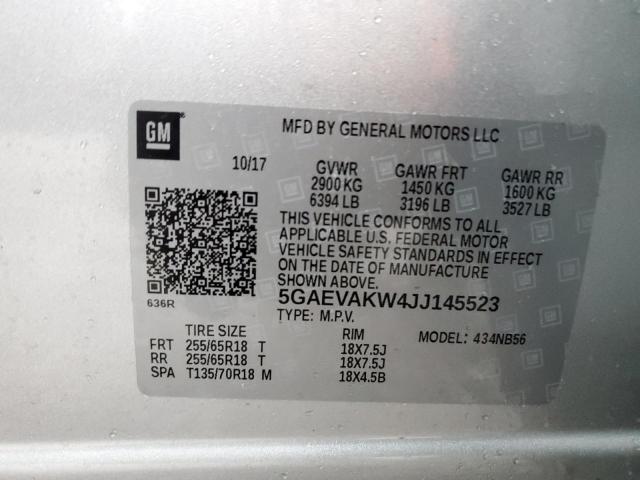 GM
MFD BY GENERAL MOTORS LLC
10/17 GVWR GAWR FRT GAWR RR
2900 KG 1450 KG 1600 KG
6394 LB 3196 LB 3527 LB
THIS VEHICLE CONFORMS TO ALL
APPLICABLE U.S. FEDERAL MOTOR
VEHICLE SAFETY STANDARDS IN EFFECT
ON THE DATE OF MANUFACTURE
SHOWN ABOVE.
636R
5GAEVAKW4JJ145523
TYPE: M.P.V. MODEL: 434NB56
TIRE SIZE RIM
FRT 255/65R18 T 18X7.5J
RR 255/65R18 T 18X7.5J
SPA T135/70R18 M 18X4.5B